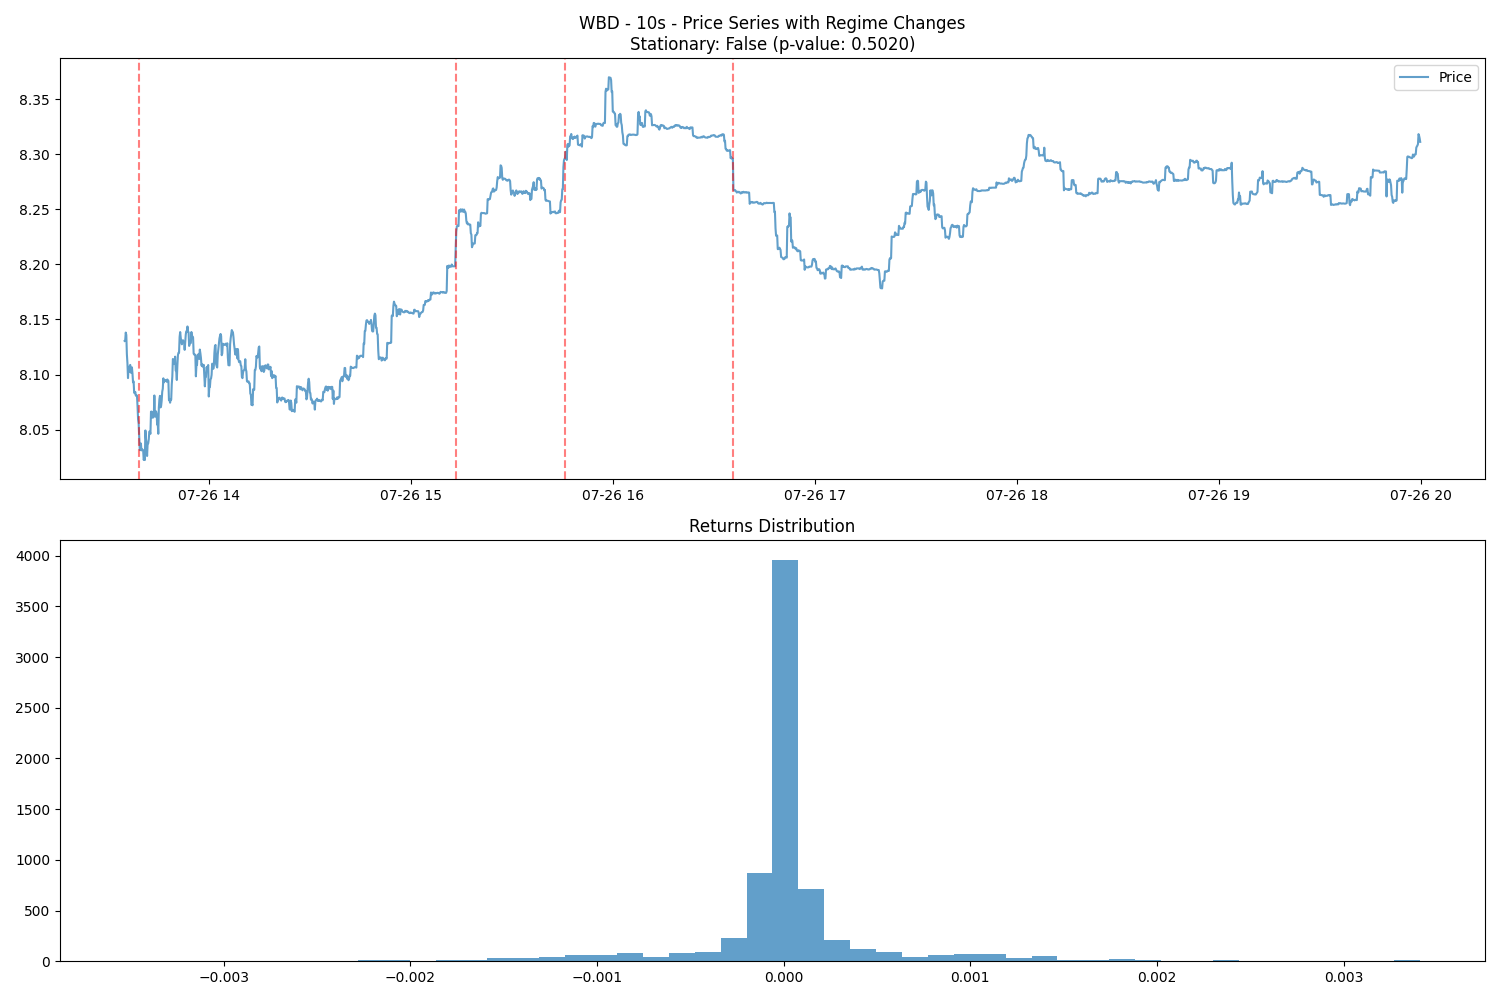 WBD - 10s - Price Series with Regime Changes
Stationary: False (p-value: 0.5020)
Price
8.35
8.30
8.25
8.20
8.15
8.10
8.05
07-26 14 07-26 15 07-26 16 07-26 17 07-26 18 07-26 19 07-26 20
Returns Distribution
4000
3500
3000
2500
2000
1500
1000
500
0
−0.003 −0.002 −0.001 0.000 0.001 0.002 0.003